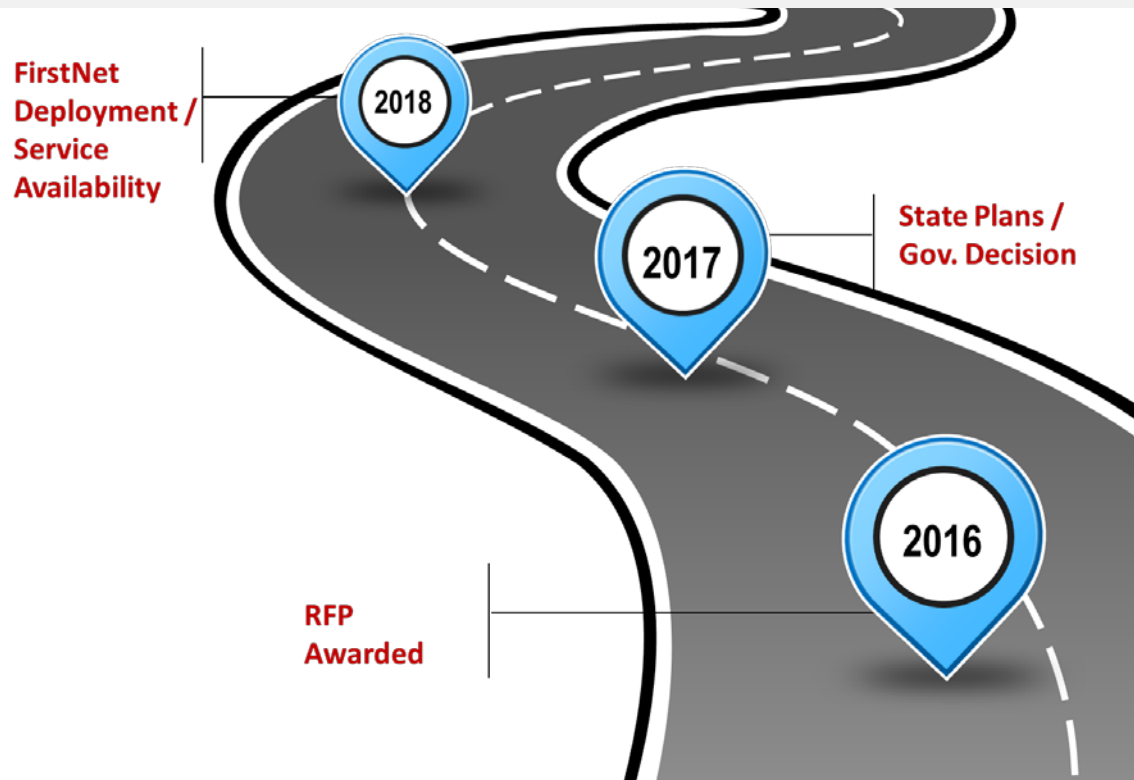 FirstNet
Deployment /
Service
Availability
2018
2017
State Plans /
Gov. Decision
2016
RFP
Awarded